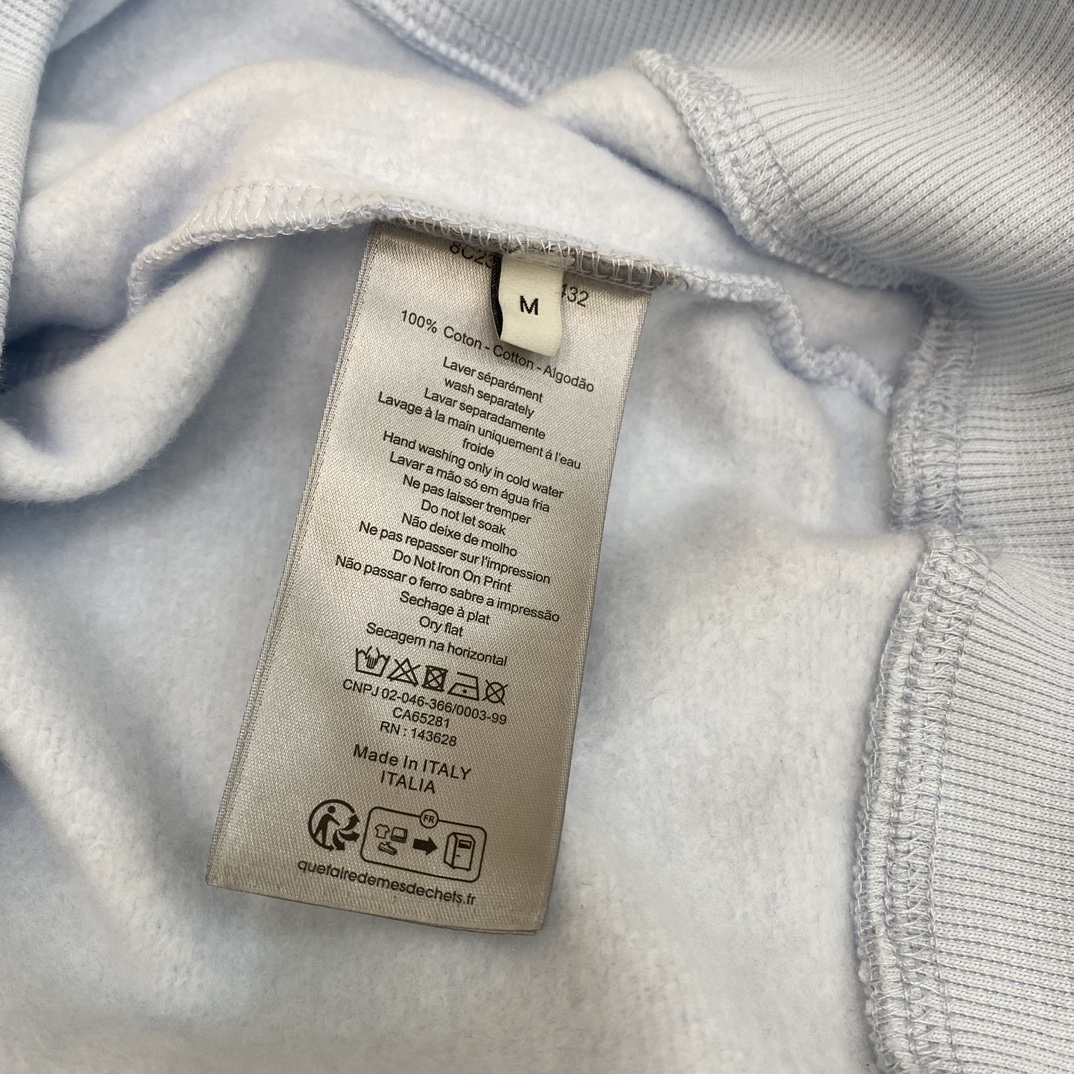 8C23
M
432
100% Coton - Cotton - Algodão
Laver séparément
wash separately
Lavar separadamente
Lavage à la main uniquement á l'eau
froide
Hand washing only in cold water
Lavar a mão só em água fria
Ne pas laisser tremper
Do not let soak
Não deixe de molho
Ne pas repasser sur l'impression
Do Not Iron On Print
Não passar o ferro sabre a impressão
Sechage à plat
Ory flat
Secagem na horizontal
CNPJ 02-046-366/0003-99
CA65281
RN : 143628
Made In ITALY
ITALIA
FR
quefairedemesdechets.fr